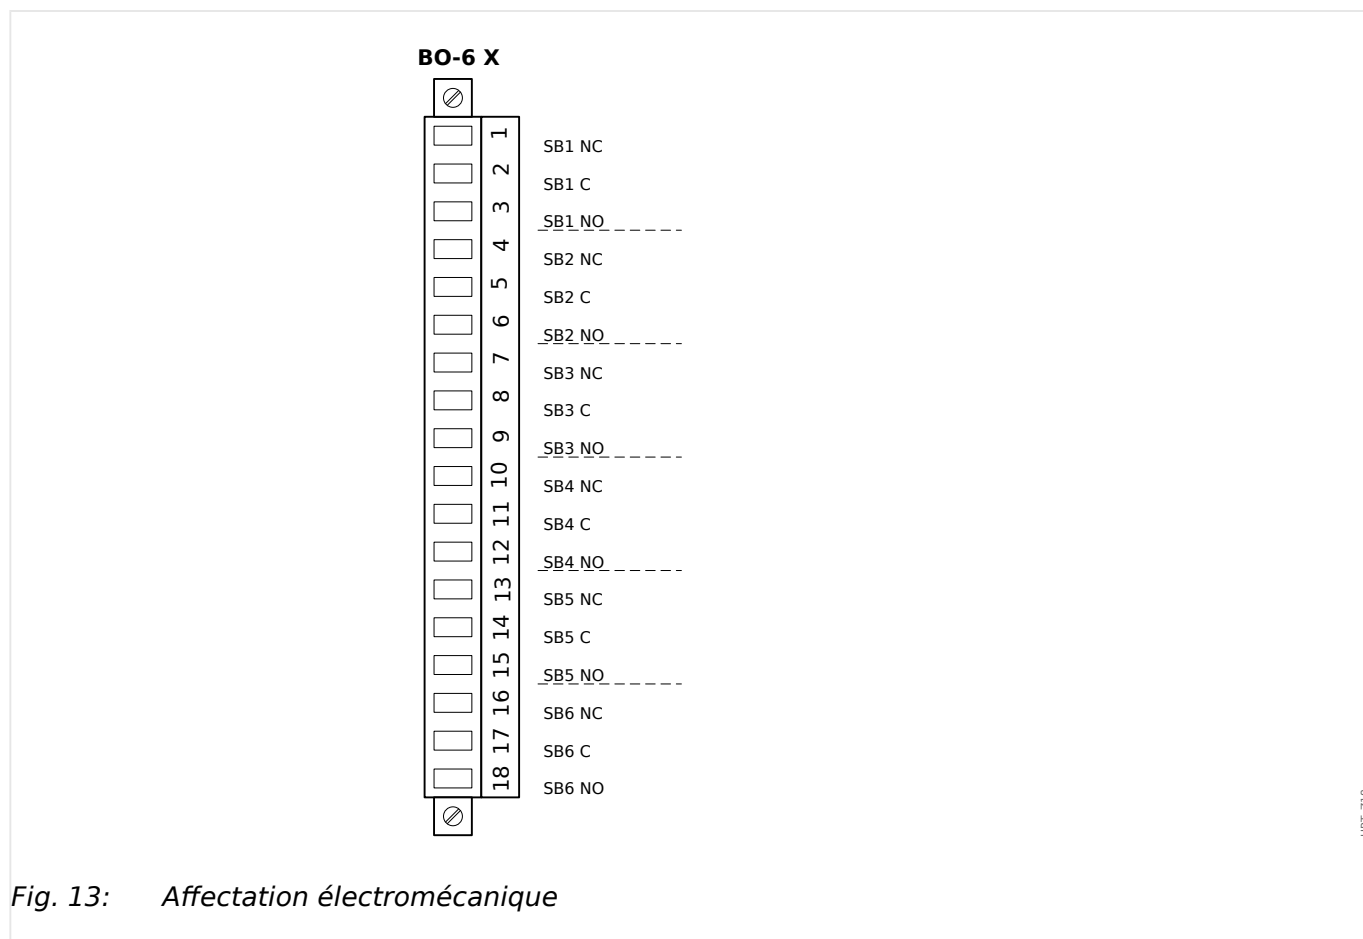 BO-6 X
1 SB1 NC
2 SB1 C
3 SB1 NO
4 SB2 NC
5 SB2 C
6 SB2 NO
7 SB3 NC
8 SB3 C
9 SB3 NO
10 SB4 NC
11 SB4 C
12 SB4 NO
13 SB5 NC
14 SB5 C
15 SB5 NO
16 SB6 NC
17 SB6 C
18 SB6 NO
Fig. 13: Affectation électromécanique